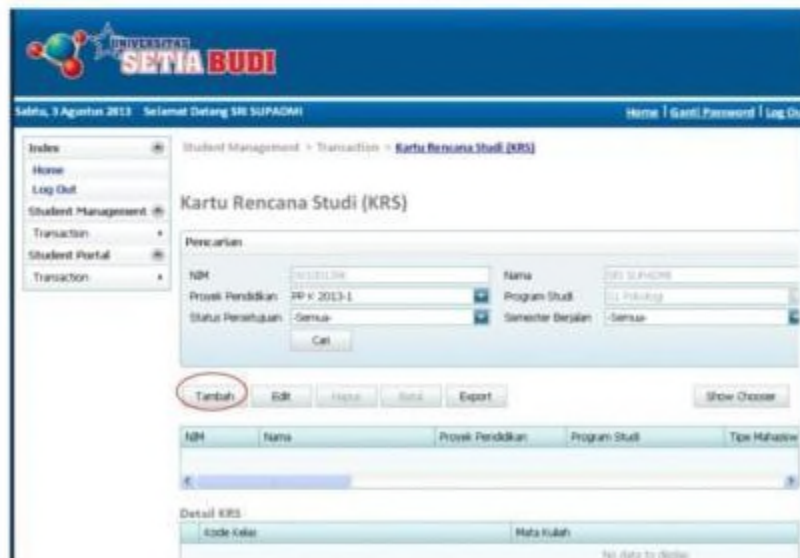 UNIVERSITAS
SETIA BUDI
Sabtu, 3 Agustus 2013 Selamat Datang SRI SUPADMI
Home | Ganti Password | Log Ou
Index
Home
Log Out
Student Management
Transaction
Student Portal
Transaction
Student Management > Transaction > Kartu Rencana Studi (KRS)
Kartu Rencana Studi (KRS)
Pencarian
NIM Nama SRI SUPADMI
Proyek Pendidikan PP K 2013-1 Program Studi S1 Psikologi
Status Persetujuan -Semua- Semester Berjalan -Semua-
Cari
Tambah Edit Hapus Batal Export Show Chooser
NIM Nama Proyek Pendidikan Program Studi Tipe Mahasisw
Detail KRS
Kode Kelas Mata Kuliah
No data to display